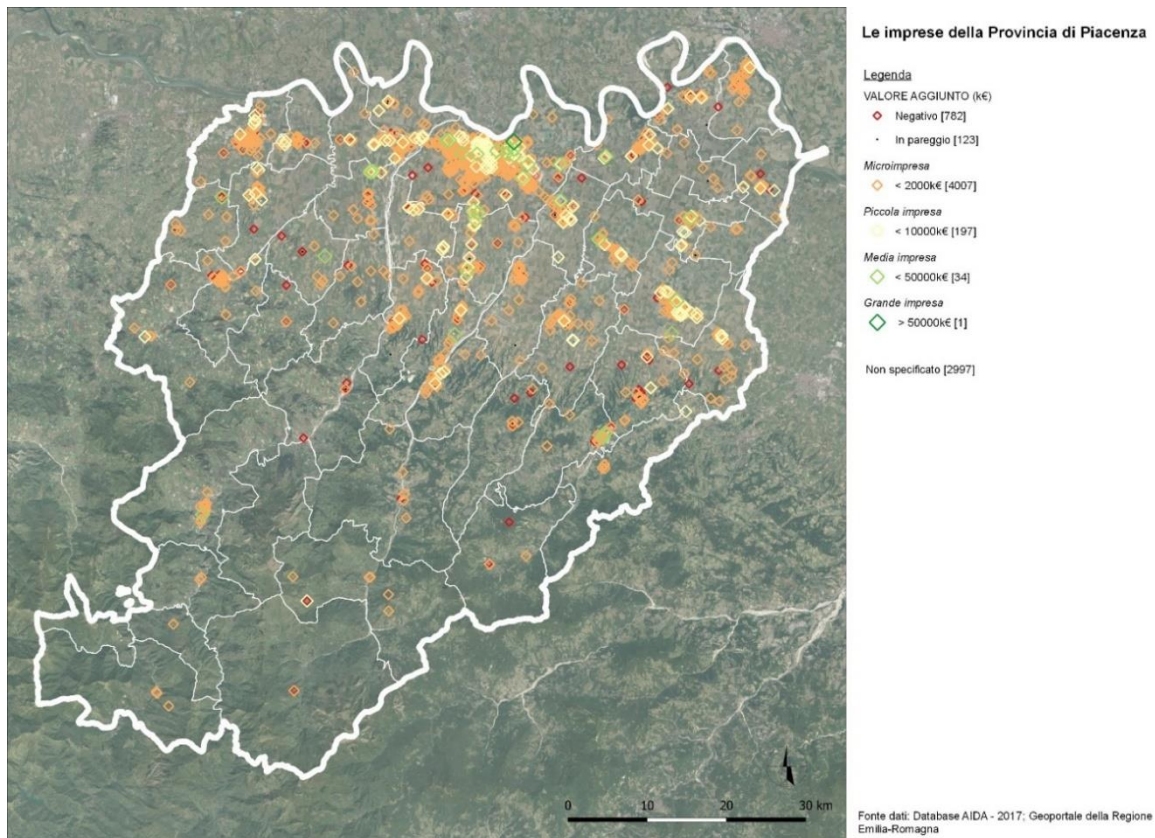 Le imprese della Provincia di Piacenza
Legenda
VALORE AGGIUNTO (k€)
Negativo [782]
In pareggio [123]
Microimpresa
< 2000k€ [4007]
Piccola impresa
< 10000k€ [197]
Media impresa
< 50000k€ [34]
Grande impresa
> 50000k€ [1]
Non specificato [2997]
0 10 20 30 km
Fonte dati: Database AIDA - 2017; Geoportale della Regione
Emilia-Romagna